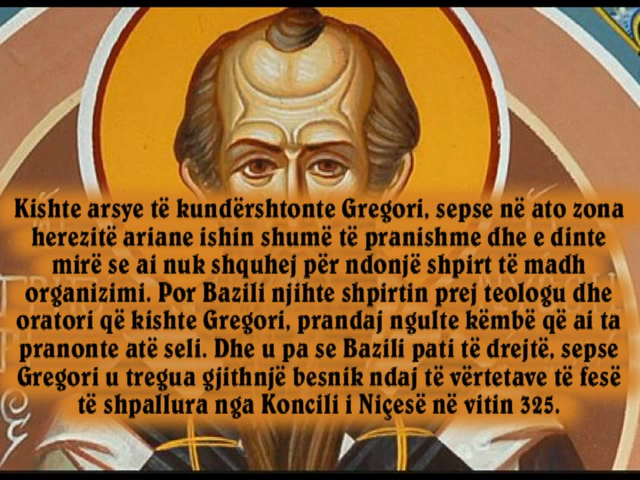 Kishte arsye të kundërshtonte Gregori, sepse në ato zona
herezitë ariane ishin shumë të pranishme dhe e dinte
mirë se ai nuk shquhej për ndonjë shpirt të madh
organizimi. Por Bazili njihte shpirtin prej teologu dhe
oratori që kishte Gregori, prandaj ngulte këmbë që ai ta
pranonte atë seli. Dhe u pa se Bazili pati të drejtë, sepse
Gregori u tregua gjithnjë besnik ndaj të vërtetave të fesë
të shpallura nga Koncili i Niçesë në vitin 325.